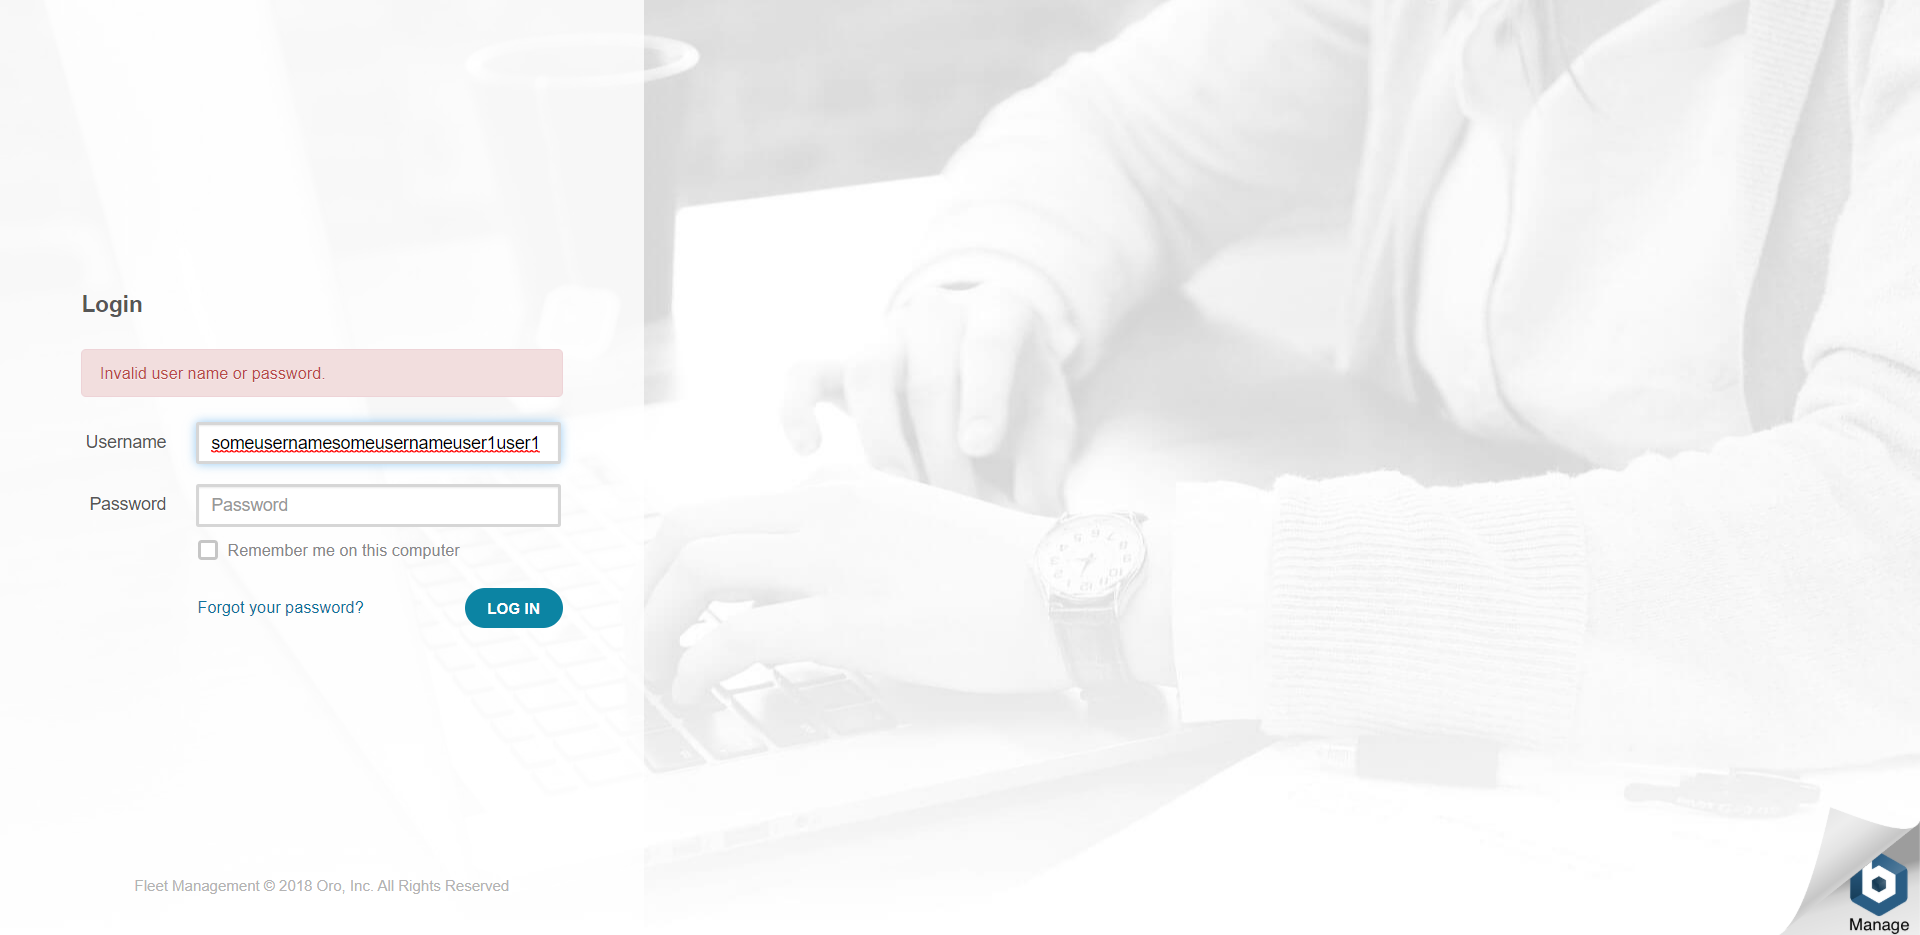 Login
Invalid user name or password.
Username
someusernamesomeusernameuser1user1
Password
Password
Remember me on this computer
Forgot your password?
LOG IN
Fleet Management © 2018 Oro, Inc. All Rights Reserved
Manage